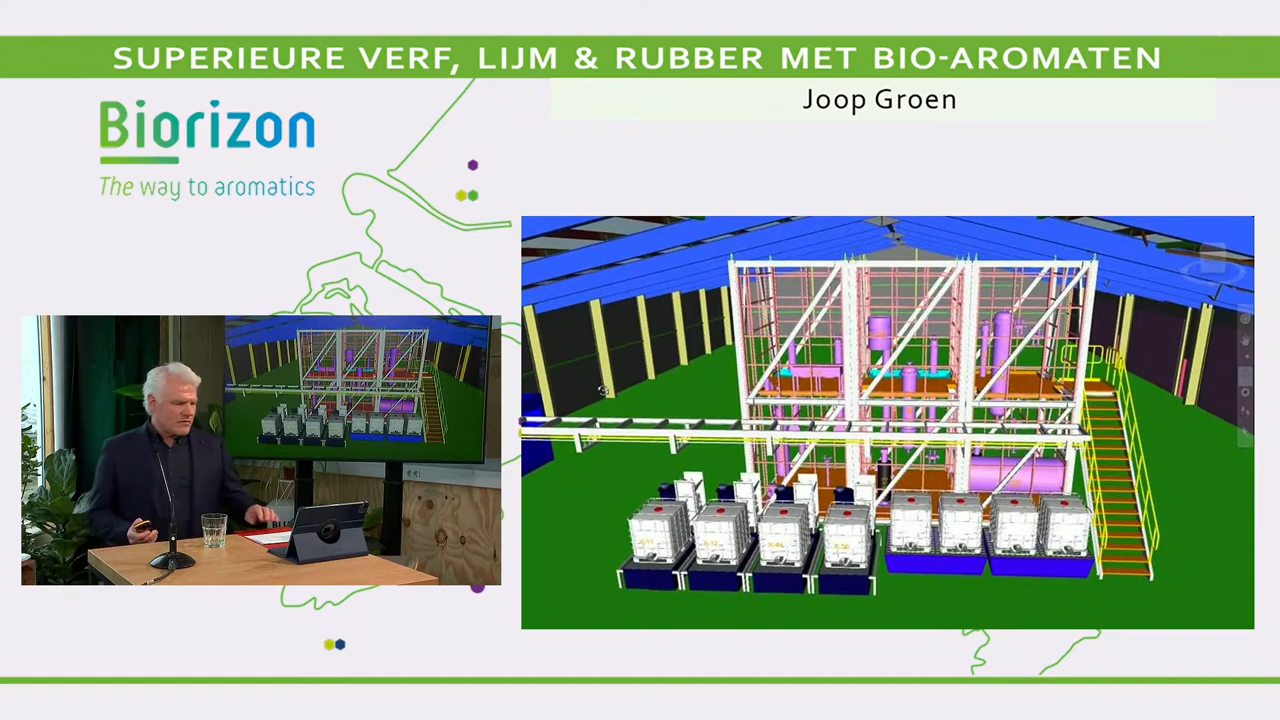 SUPERIEURE VERF, LIJM & RUBBER MET BIO-AROMATEN
Joop Groen
Biorizon
The way to aromatics